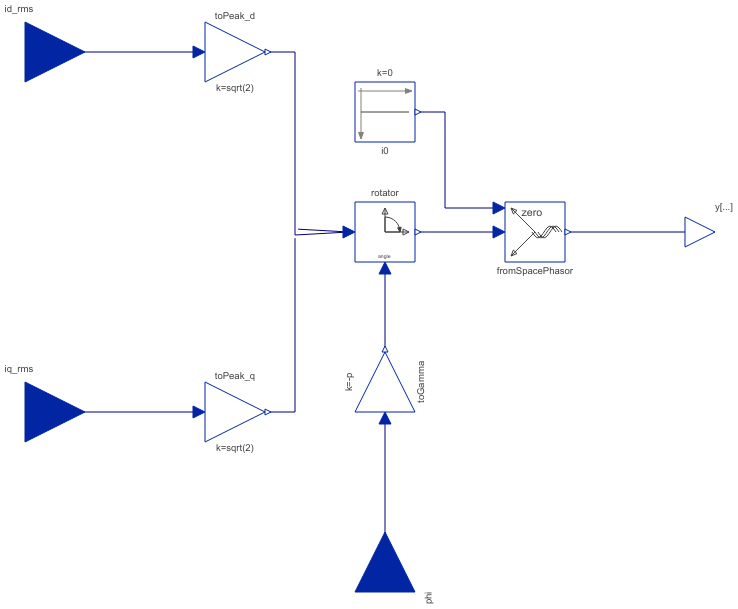 id_rms
toPeak_d
k=sqrt(2)
k=0
i0
rotator
angle
zero
fromSpacePhasor
y[...]
iq_rms
toPeak_q
k=sqrt(2)
k=-p
toGamma
phi